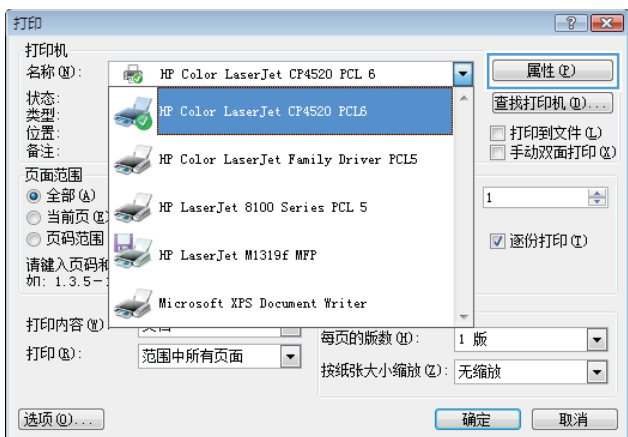 打印
打印机
名称(N): HP Color LaserJet CP4520 PCL 6 属性(P)
状态: HP Color LaserJet CP4520 PCL6 查找打印机(D)...
类型:
位置: 打印到文件(L)
备注: HP Color LaserJet Family Driver PCL5 手动双面打印(X)
页面范围
全部(A) HP LaserJet 8100 Series PCL 5 1
当前页(E)
页码范围 HP LaserJet M1319f MFP 逐份打印(T)
请键入页码和
如: 1.3.5-
Microsoft XPS Document Writer
打印内容(W)
每页的版数(H): 1 版
打印(R): 范围中所有页面
按纸张大小缩放(Z): 无缩放
选项(O)... 确定 取消